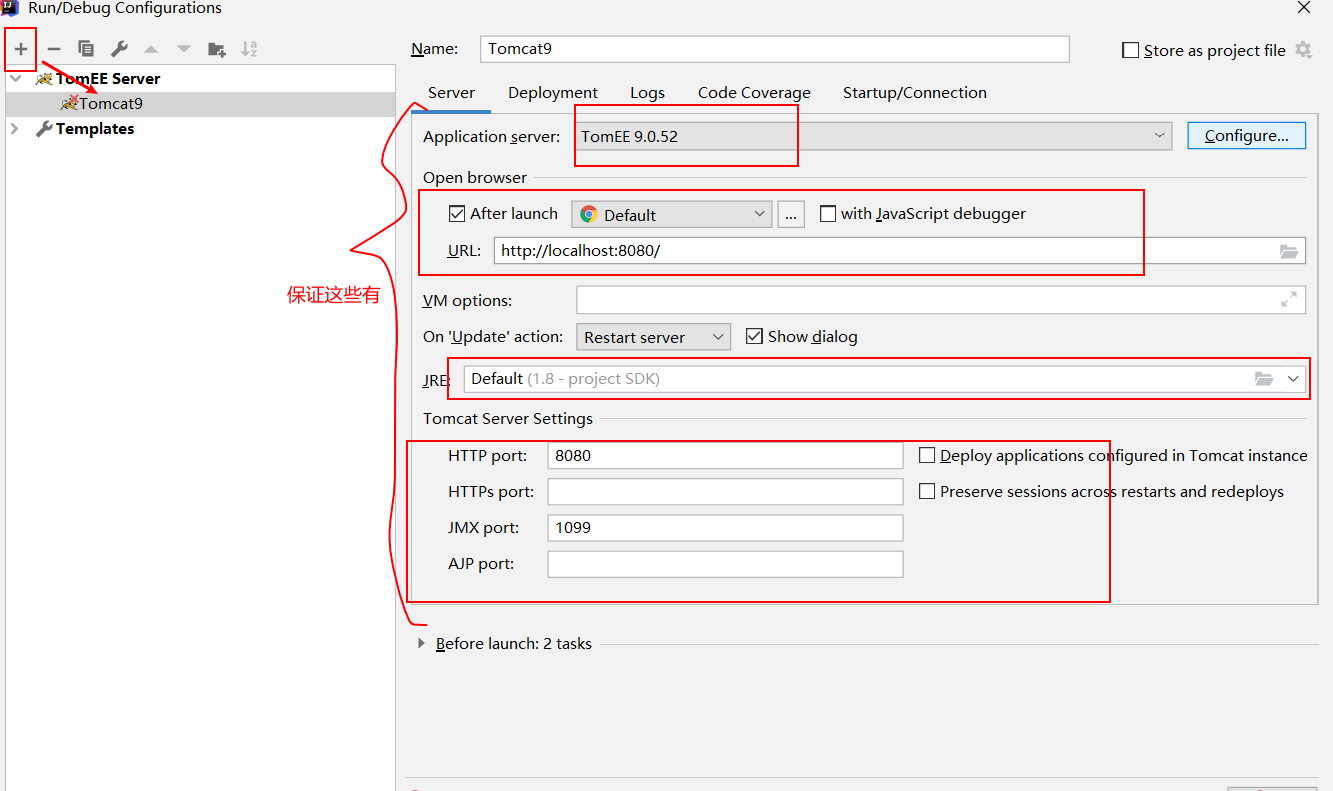 Run/Debug Configurations
TomEE Server
Tomcat9
Templates
Name: Tomcat9
Store as project file
Server Deployment Logs Code Coverage Startup/Connection
Application server: TomEE 9.0.52 Configure...
Open browser
After launch Default ... with JavaScript debugger
URL: http://localhost:8080/
保证这些有
VM options:
On 'Update' action: Restart server Show dialog
JRE: Default (1.8 - project SDK)
Tomcat Server Settings
HTTP port: 8080 Deploy applications configured in Tomcat instance
HTTPs port: Preserve sessions across restarts and redeploys
JMX port: 1099
AJP port:
Before launch: 2 tasks